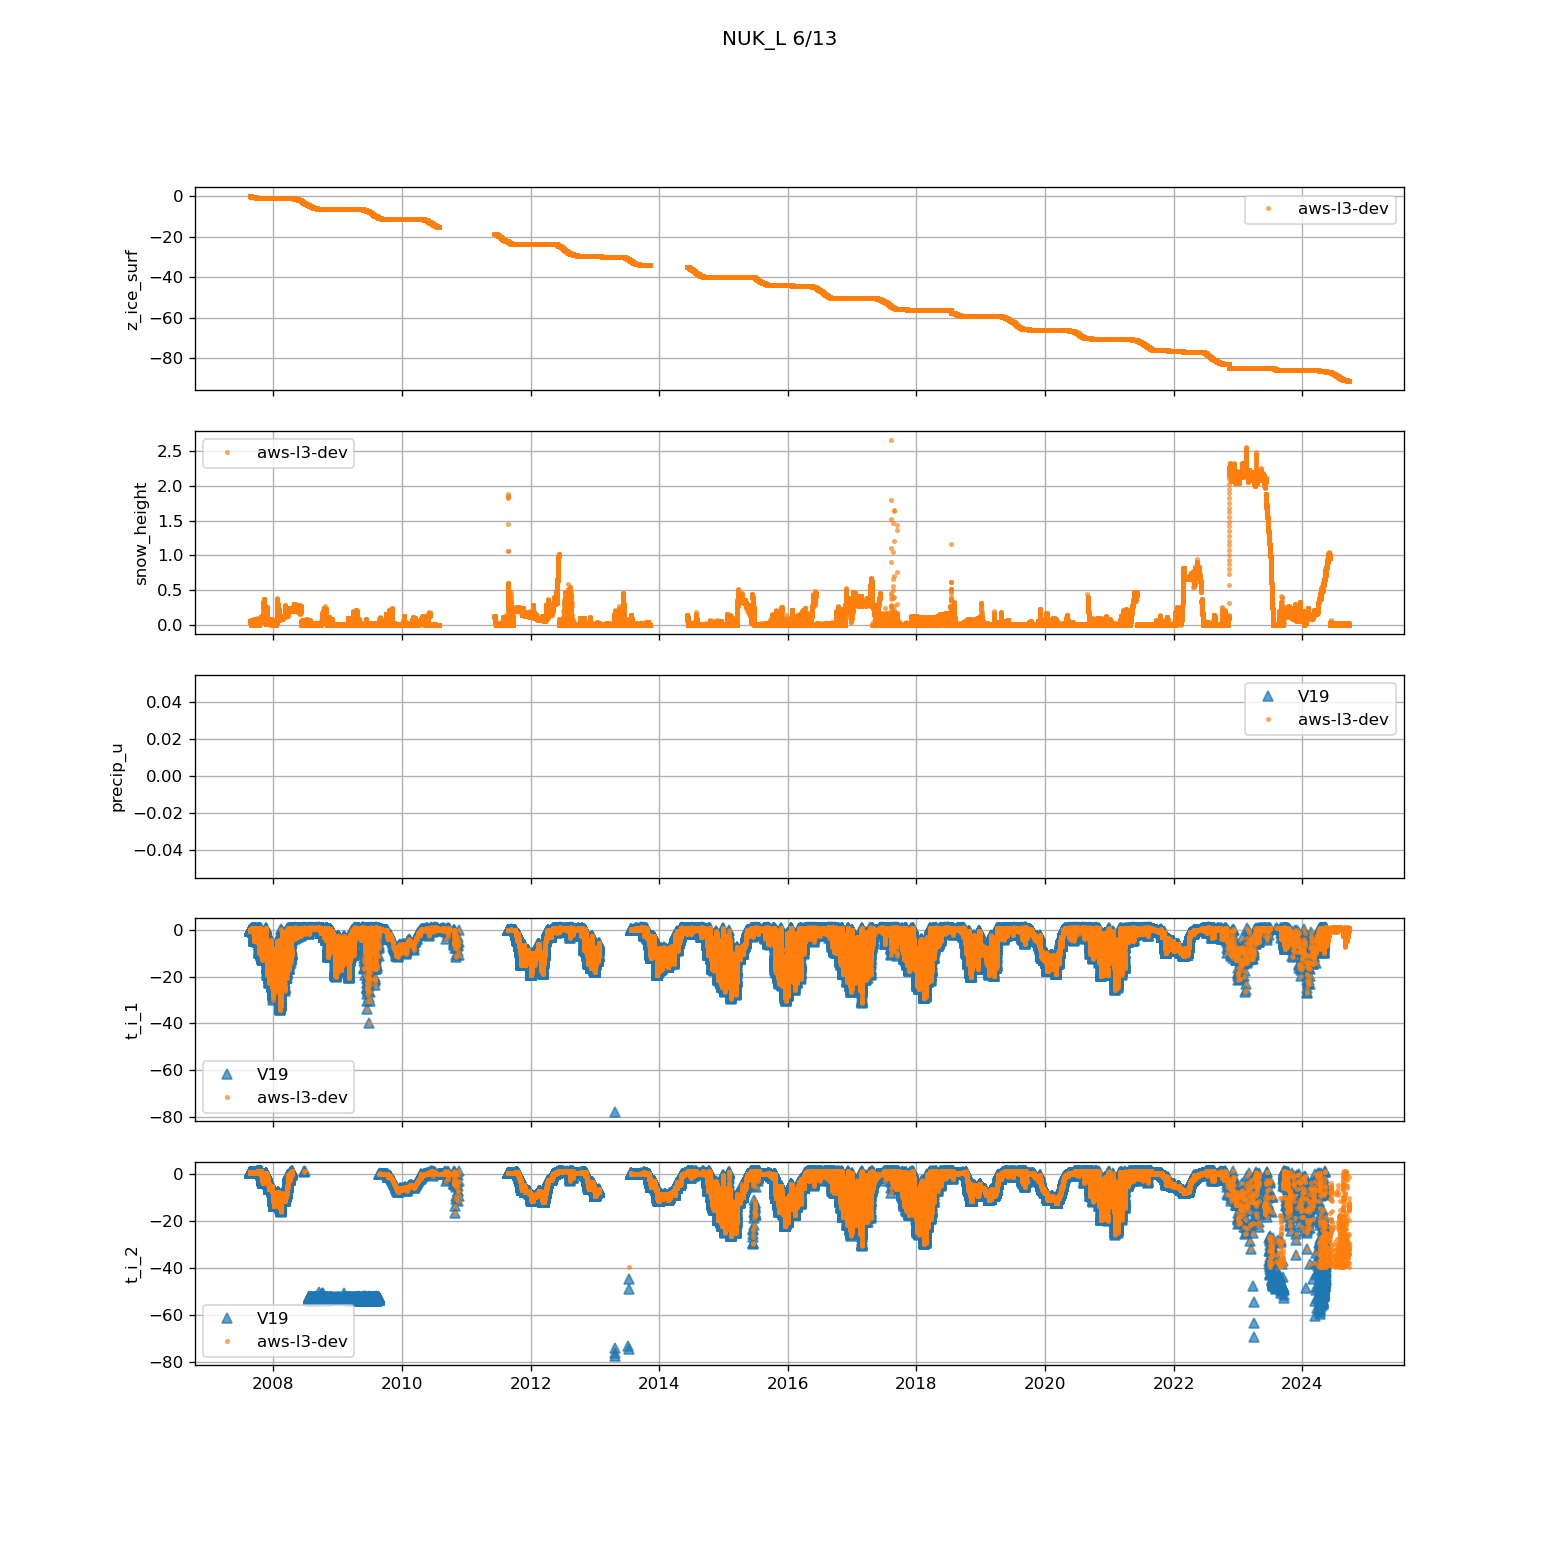 NUK_L 6/13
0
−20
−40
−60
−80
z_ice_surf
aws-l3-dev
2.5
2.0
1.5
1.0
0.5
0.0
snow_height
aws-l3-dev
0.04
0.02
0.00
−0.02
−0.04
precip_u
V19
aws-l3-dev
0
−20
−40
−60
−80
t_i_1
V19
aws-l3-dev
0
−20
−40
−60
−80
t_i_2
V19
aws-l3-dev
2008 2010 2012 2014 2016 2018 2020 2022 2024